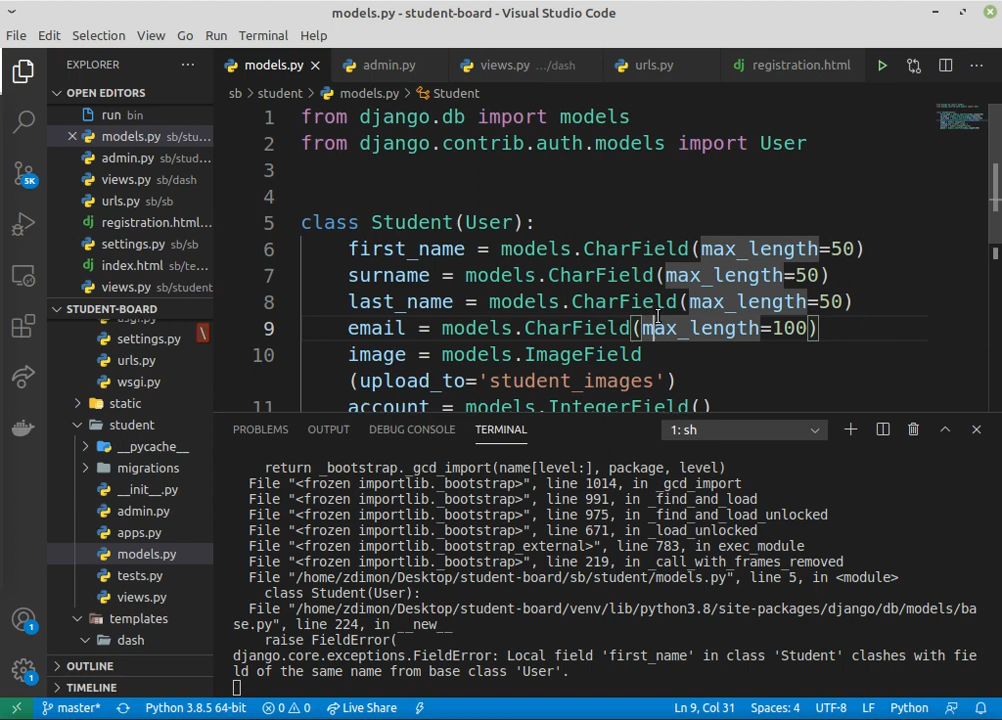 models.py - student-board - Visual Studio Code
File Edit Selection View Go Run Terminal Help
EXPLORER
models.py
admin.py
views.py .../dash
urls.py
registration.html
OPEN EDITORS
sb > student > models.py > Student
run bin
models.py sb/stu...
admin.py sb/stud...
views.py sb/dash
urls.py sb/sb
registration.html...
settings.py sb/sb
index.html sb/te...
views.py sb/student
1 from django.db import models
2 from django.contrib.auth.models import User
3
4
5 class Student(User):
6 first_name = models.CharField(max_length=50)
7 surname = models.CharField(max_length=50)
8 last_name = models.CharField(max_length=50)
9 email = models.CharField(max_length=100)
10 image = models.ImageField
(upload_to='student_images')
11 account = models.IntegerField()
STUDENT-BOARD
settings.py
urls.py
wsgi.py
static
student
__pycache__
migrations
__init__.py
admin.py
apps.py
models.py
tests.py
views.py
templates
dash
OUTLINE
TIMELINE
5K
1
1
PROBLEMS OUTPUT DEBUG CONSOLE TERMINAL
1: sh
return _bootstrap._gcd_import(name[level:], package, level)
File "<frozen importlib._bootstrap>", line 1014, in _gcd_import
File "<frozen importlib._bootstrap>", line 991, in _find_and_load
File "<frozen importlib._bootstrap>", line 975, in _find_and_load_unlocked
File "<frozen importlib._bootstrap>", line 671, in _load_unlocked
File "<frozen importlib._bootstrap_external>", line 783, in exec_module
File "<frozen importlib._bootstrap>", line 219, in _call_with_frames_removed
File "/home/zdimon/Desktop/student-board/sb/student/models.py", line 5, in <module>
class Student(User):
File "/home/zdimon/Desktop/student-board/venv/lib/python3.8/site-packages/django/db/models/ba
se.py", line 224, in __new__
raise FieldError(
django.core.exceptions.FieldError: Local field 'first_name' in class 'Student' clashes with fie
ld of the same name from base class 'User'.
master* Python 3.8.5 64-bit 0 0 Live Share Ln 9, Col 31 Spaces: 4 UTF-8 LF Python